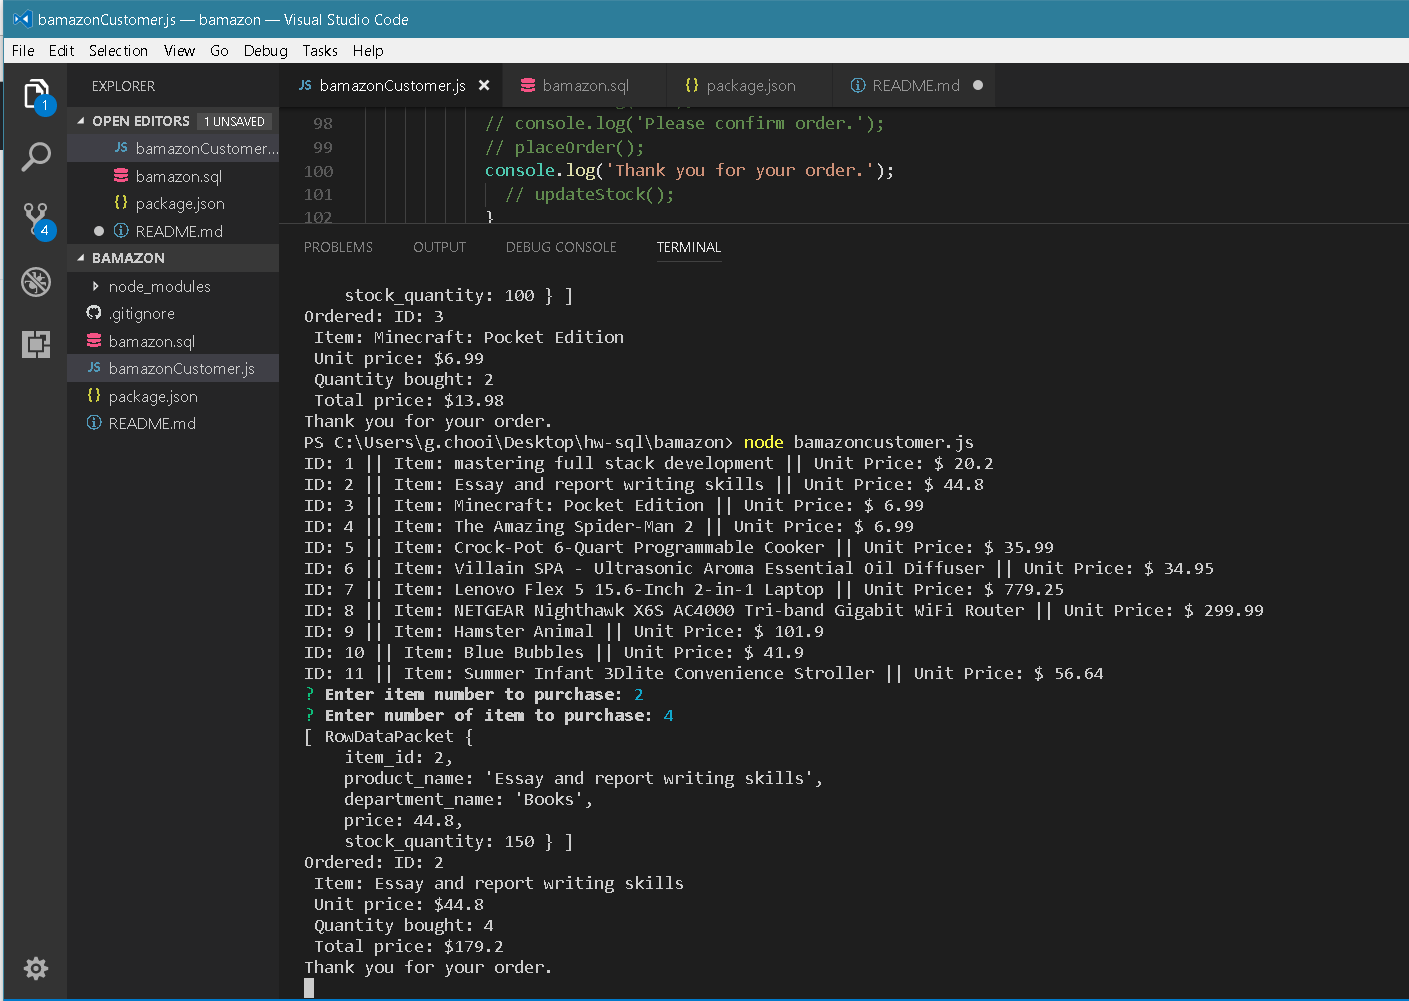 bamazonCustomer.js — bamazon — Visual Studio Code
File Edit Selection View Go Debug Tasks Help
EXPLORER
OPEN EDITORS 1 UNSAVED
JS bamazonCustomer...
bamazon.sql
{} package.json
README.md
BAMAZON
node_modules
.gitignore
bamazon.sql
JS bamazonCustomer.js
{} package.json
README.md
1
4
JS bamazonCustomer.js bamazon.sql {} package.json README.md
98 // console.log('Please confirm order.');
99 // placeOrder();
100 console.log('Thank you for your order.');
101 // updateStock();
102 }
PROBLEMS OUTPUT DEBUG CONSOLE TERMINAL
stock_quantity: 100 } ]
Ordered: ID: 3
Item: Minecraft: Pocket Edition
Unit price: $6.99
Quantity bought: 2
Total price: $13.98
Thank you for your order.
PS C:\Users\g.chooi\Desktop\hw-sql\bamazon> node bamazoncustomer.js
ID: 1 || Item: mastering full stack development || Unit Price: $ 20.2
ID: 2 || Item: Essay and report writing skills || Unit Price: $ 44.8
ID: 3 || Item: Minecraft: Pocket Edition || Unit Price: $ 6.99
ID: 4 || Item: The Amazing Spider-Man 2 || Unit Price: $ 6.99
ID: 5 || Item: Crock-Pot 6-Quart Programmable Cooker || Unit Price: $ 35.99
ID: 6 || Item: Villain SPA - Ultrasonic Aroma Essential Oil Diffuser || Unit Price: $ 34.95
ID: 7 || Item: Lenovo Flex 5 15.6-Inch 2-in-1 Laptop || Unit Price: $ 779.25
ID: 8 || Item: NETGEAR Nighthawk X6S AC4000 Tri-band Gigabit WiFi Router || Unit Price: $ 299.99
ID: 9 || Item: Hamster Animal || Unit Price: $ 101.9
ID: 10 || Item: Blue Bubbles || Unit Price: $ 41.9
ID: 11 || Item: Summer Infant 3Dlite Convenience Stroller || Unit Price: $ 56.64
? Enter item number to purchase: 2
? Enter number of item to purchase: 4
[ RowDataPacket {
item_id: 2,
product_name: 'Essay and report writing skills',
department_name: 'Books',
price: 44.8,
stock_quantity: 150 } ]
Ordered: ID: 2
Item: Essay and report writing skills
Unit price: $44.8
Quantity bought: 4
Total price: $179.2
Thank you for your order.